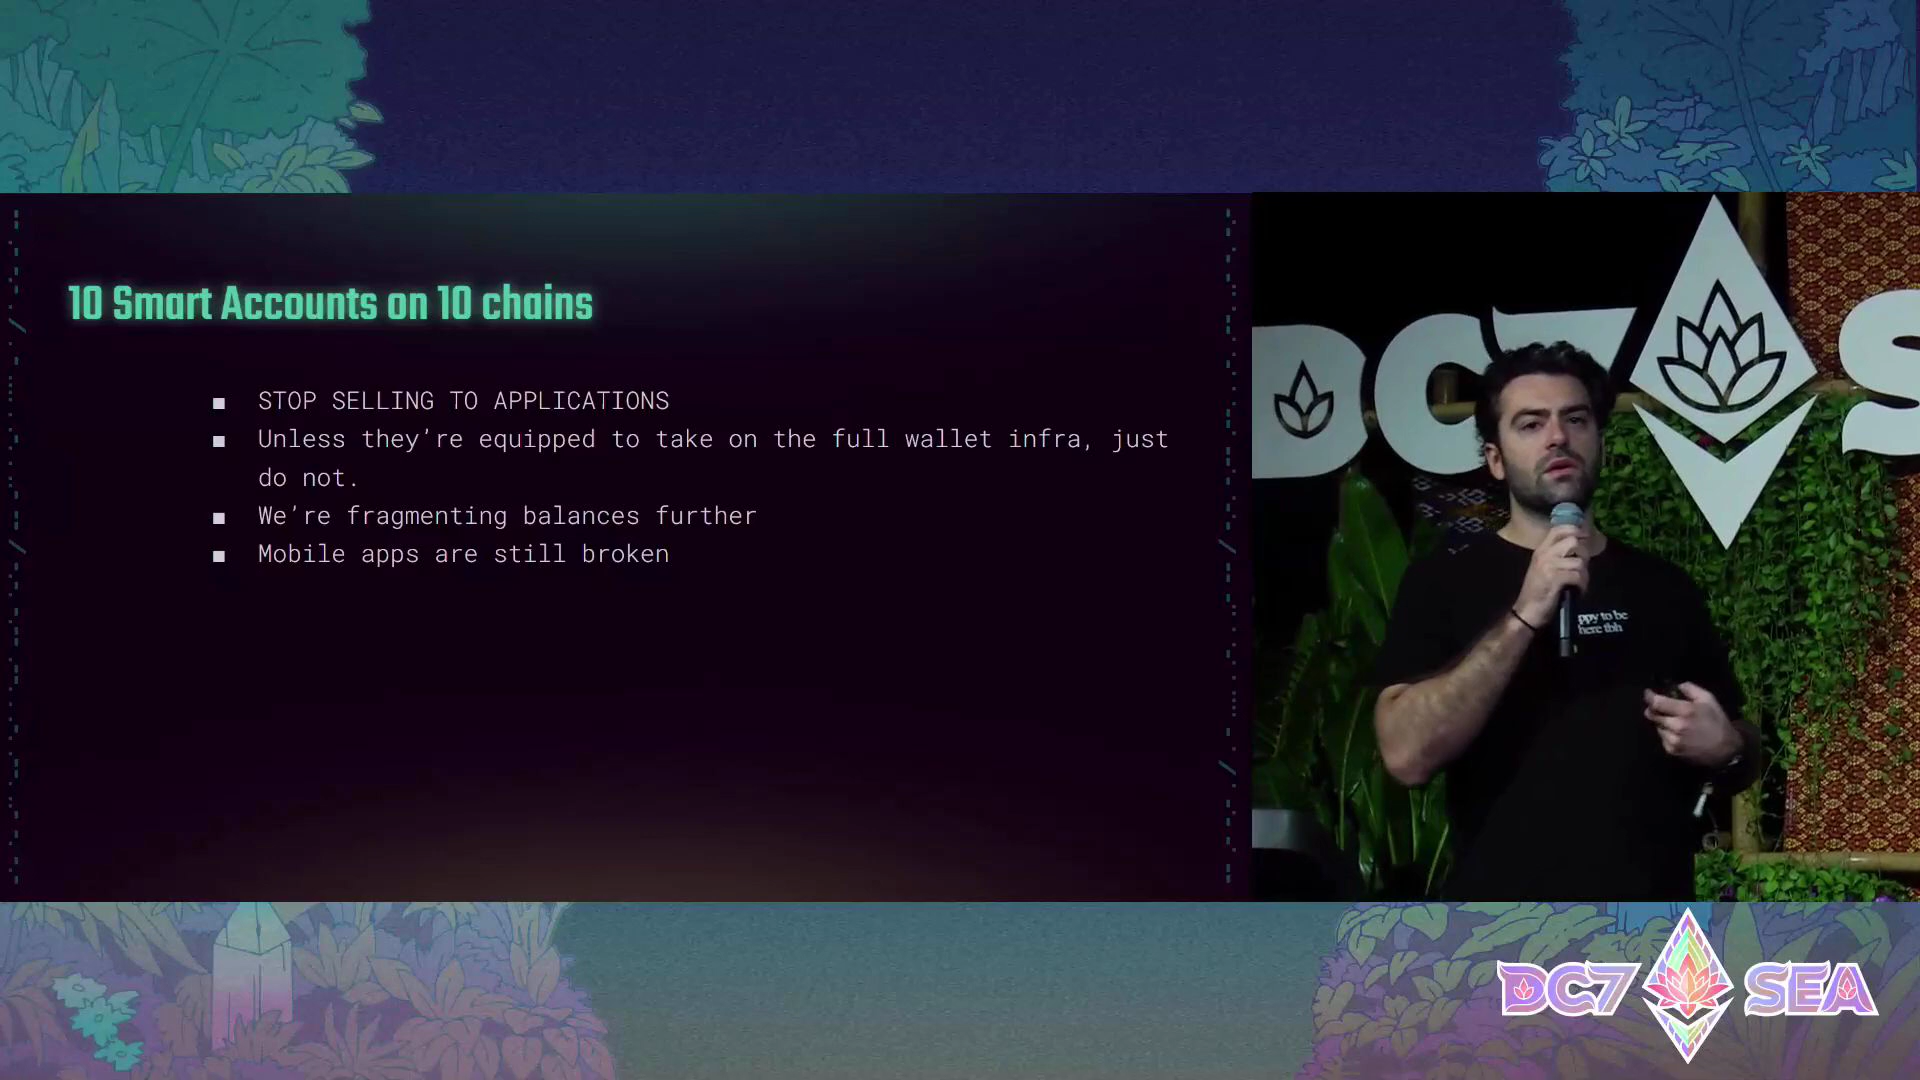 10 Smart Accounts on 10 chains
■ STOP SELLING TO APPLICATIONS
■ Unless they’re equipped to take on the full wallet infra, just
do not.
■ We’re fragmenting balances further
■ Mobile apps are still broken
DC7 S
ppy to be
here tbh
DC7 SEA